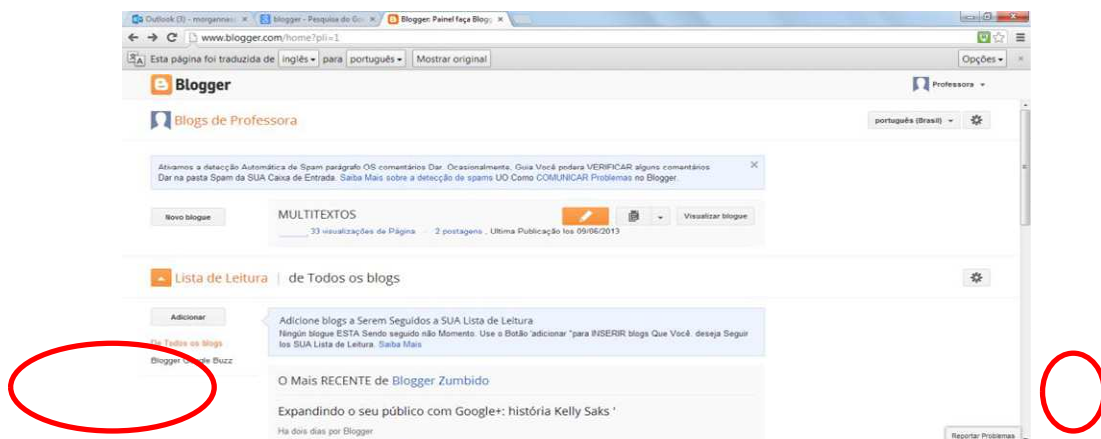 Outlook (3) - morgannas
blogger - Pesquisa do Go
Blogger: Painel faça Blogg
www.blogger.com/home?pli=1
Esta página foi traduzida de inglês para português Mostrar original Opções
Blogger Professora
Blogs de Professora português (Brasil)
Ativamos a detecção Automática de Spam parágrafo OS comentários Dar. Ocasionalmente, Guia Você podera VERIFICAR alguns comentários
Dar na pasta Spam da SUA Caixa de Entrada. Saiba Mais sobre a detecção de spams UO Como COMUNICAR Problemas no Blogger.
Novo blogue MULTITEXTOS Visualizar blogue
33 visualizações de Página - 2 postagens , Ultima Publicação los 09/06/2013
Lista de Leitura | de Todos os blogs
Adicionar Adicione blogs a Serem Seguidos a SUA Lista de Leitura
Ningún blogue ESTA Sendo seguido não Momento. Use o Botão 'adicionar "para INSERIR blogs Que Você. deseja Seguir
los SUA Lista de Leitura. Saiba Mais
De Todos os blogs
Blogger Google Buzz
O Mais RECENTE de Blogger Zumbido
Expandindo o seu público com Google+: história Kelly Saks '
Ha dois dias por Blogger
Reportar Problemas